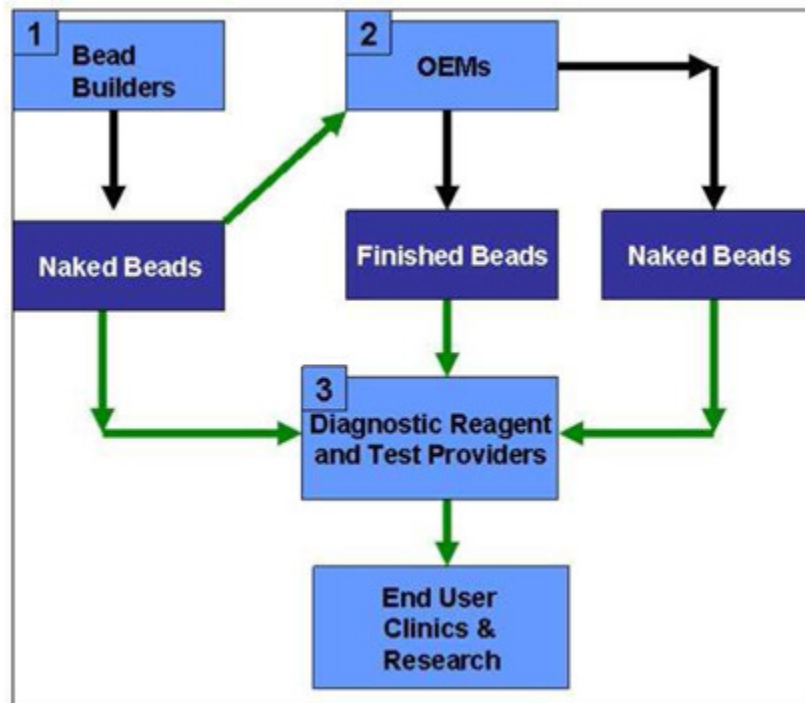 1
Bead
Builders
2
OEMs
Naked Beads
Finished Beads
Naked Beads
3
Diagnostic Reagent
and Test Providers
End User
Clinics &
Research